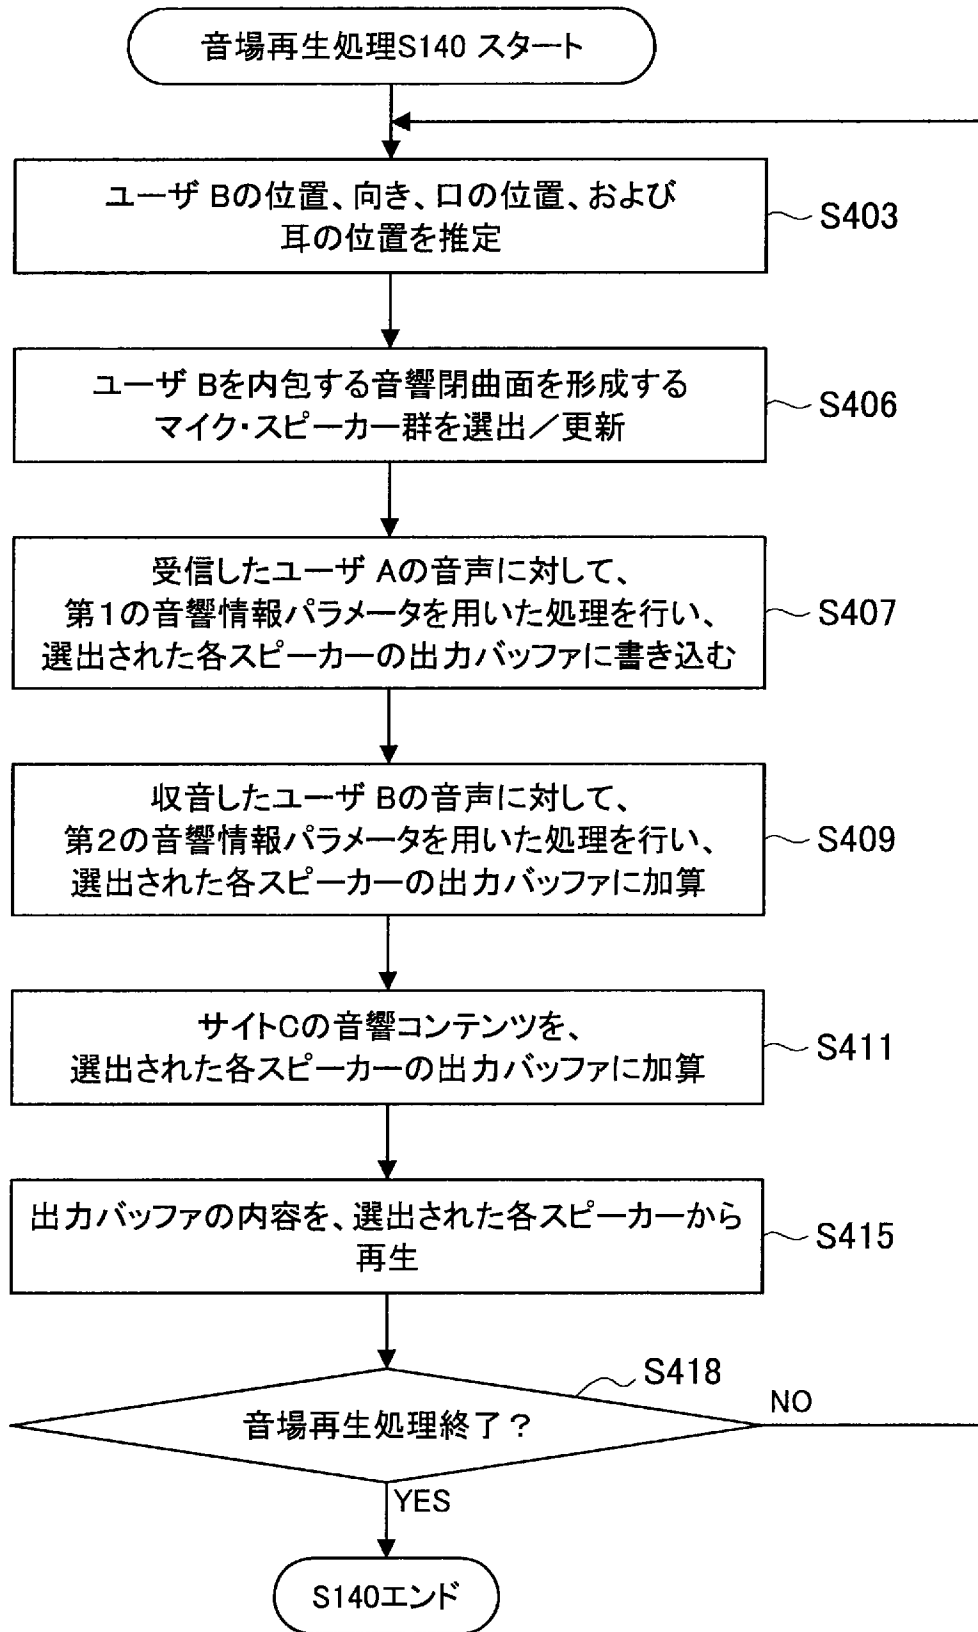 音場再生処理S140 スタート
ユーザ Bの位置、向き、口の位置、および
耳の位置を推定
S403
ユーザ Bを内包する音響閉曲面を形成する
マイク・スピーカー群を選出／更新
S406
受信したユーザ Aの音声に対して、
第1の音響情報パラメータを用いた処理を行い、
選出された各スピーカーの出力バッファに書き込む
S407
収音したユーザ Bの音声に対して、
第2の音響情報パラメータを用いた処理を行い、
選出された各スピーカーの出力バッファに加算
S409
サイトCの音響コンテンツを、
選出された各スピーカーの出力バッファに加算
S411
出力バッファの内容を、選出された各スピーカーから
再生
S415
S418
音場再生処理終了？
NO
YES
S140エンド